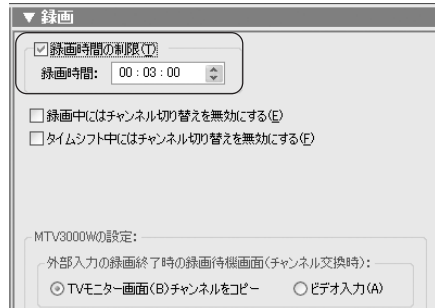 ▼ 録画
録画時間の制限(T)
録画時間: 00 : 03 : 00
録画中にはチャンネル切り替えを無効にする(E)
タイムシフト中にはチャンネル切り替えを無効にする(F)
MTV3000Wの設定:
外部入力の録画終了時の録画待機画面(チャンネル交換時):
TVモニター画面(B)チャンネルをコピー ビデオ入力(A)